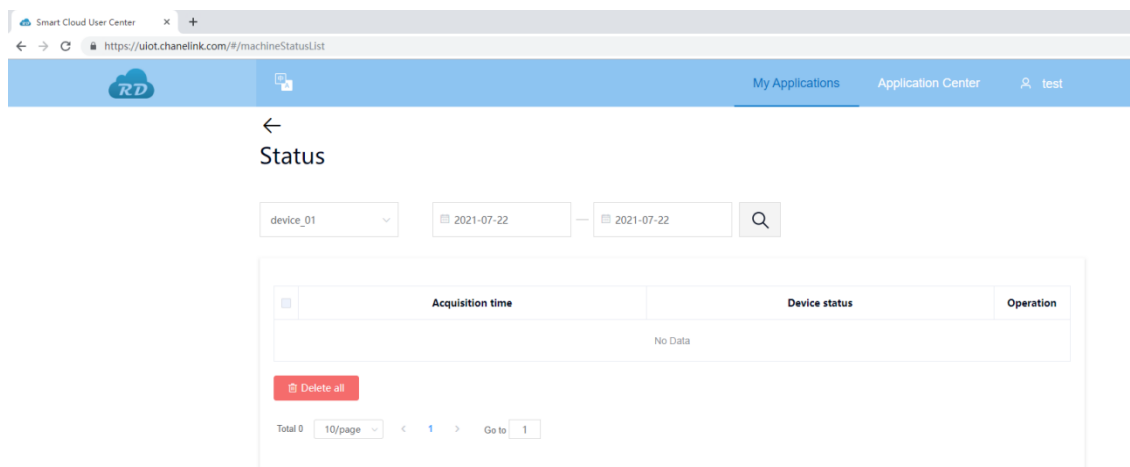 Smart Cloud User Center
https://uiot.chanelink.com/#/machineStatusList
RD
My Applications Application Center test
Status
device_01 2021-07-22 — 2021-07-22
Acquisition time Device status Operation
No Data
Delete all
Total 0 10/page < 1 > Go to 1